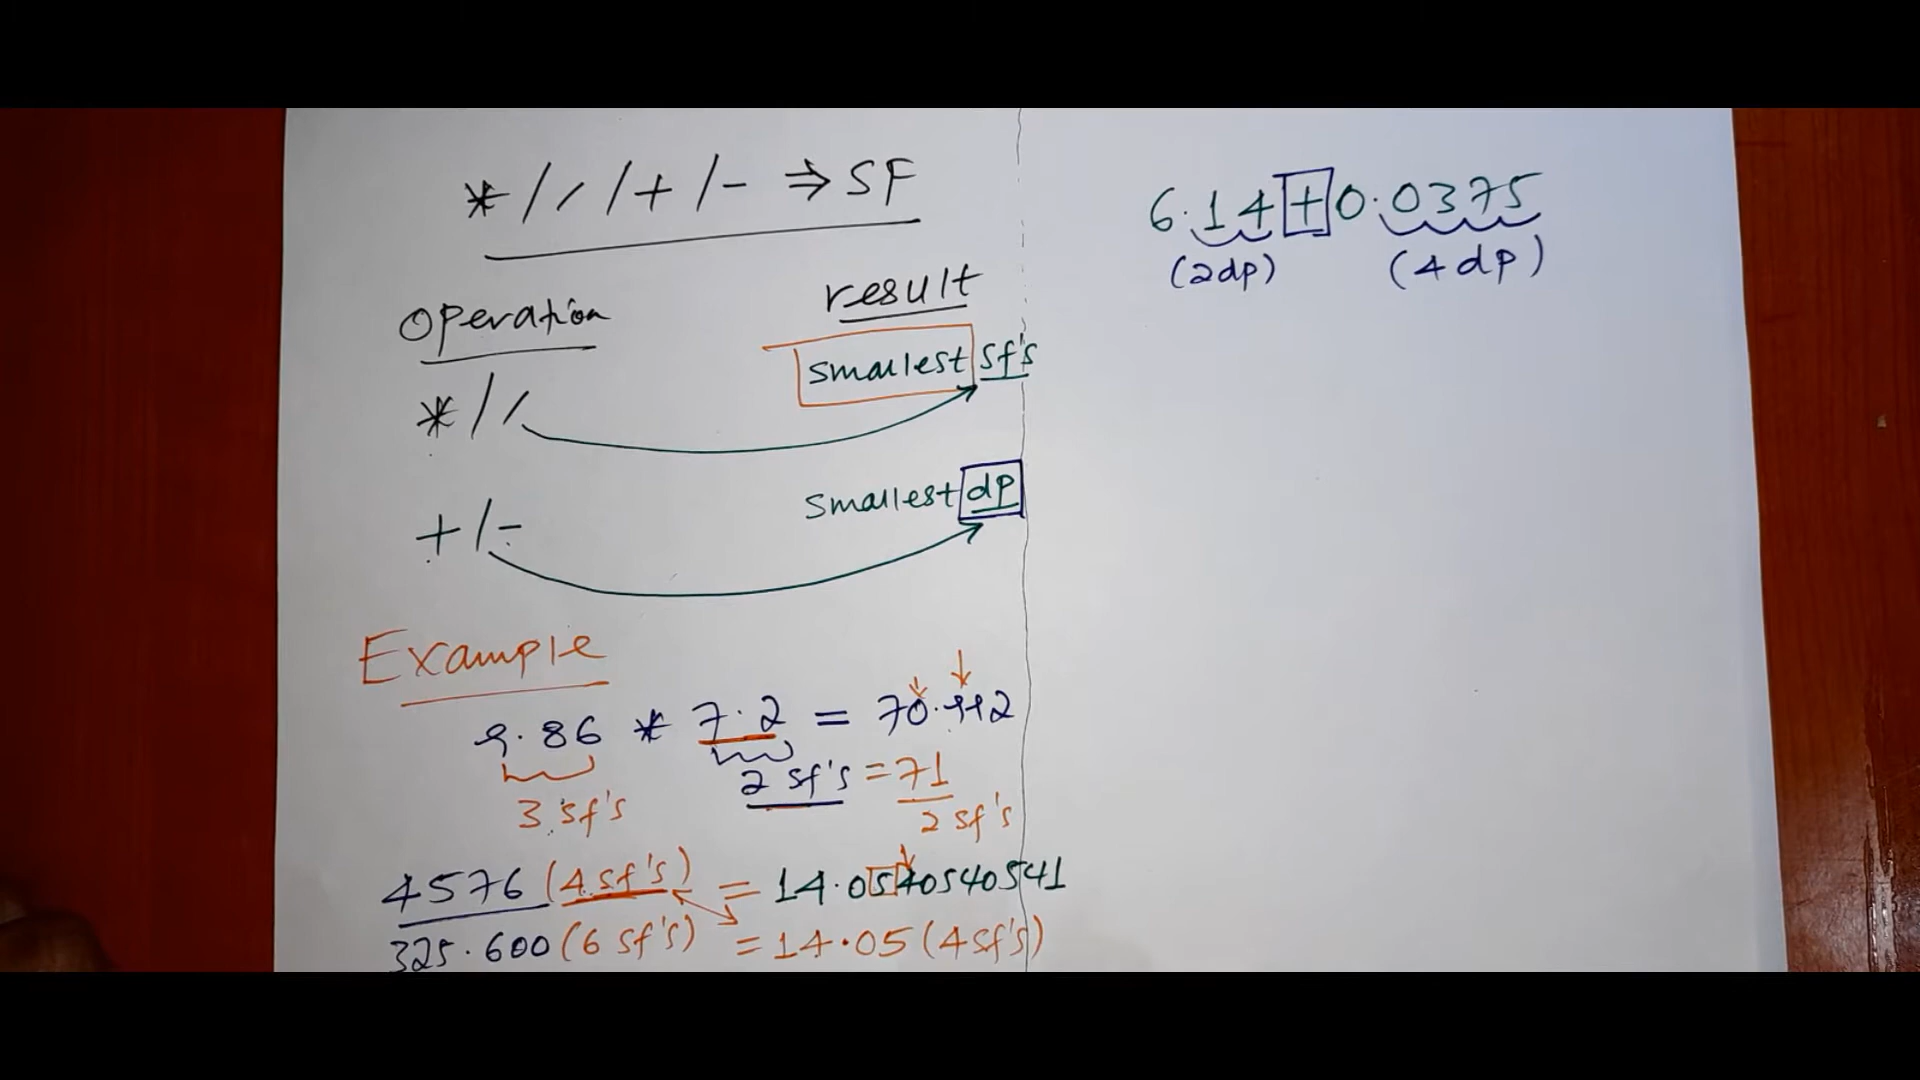 * / / / + / - ⇒ SF
Operation result
* / / smallest sf's
+ / - smallest dp
Example
9.86 * 7.2 = 70.992
3 sf's 2 sf's = 71
2 sf's
4576 (4 sf's) = 14.0540540541
325.600 (6 sf's) = 14.05 (4 sf's)
6.14 + 0.0375
(2dp) (4dp)